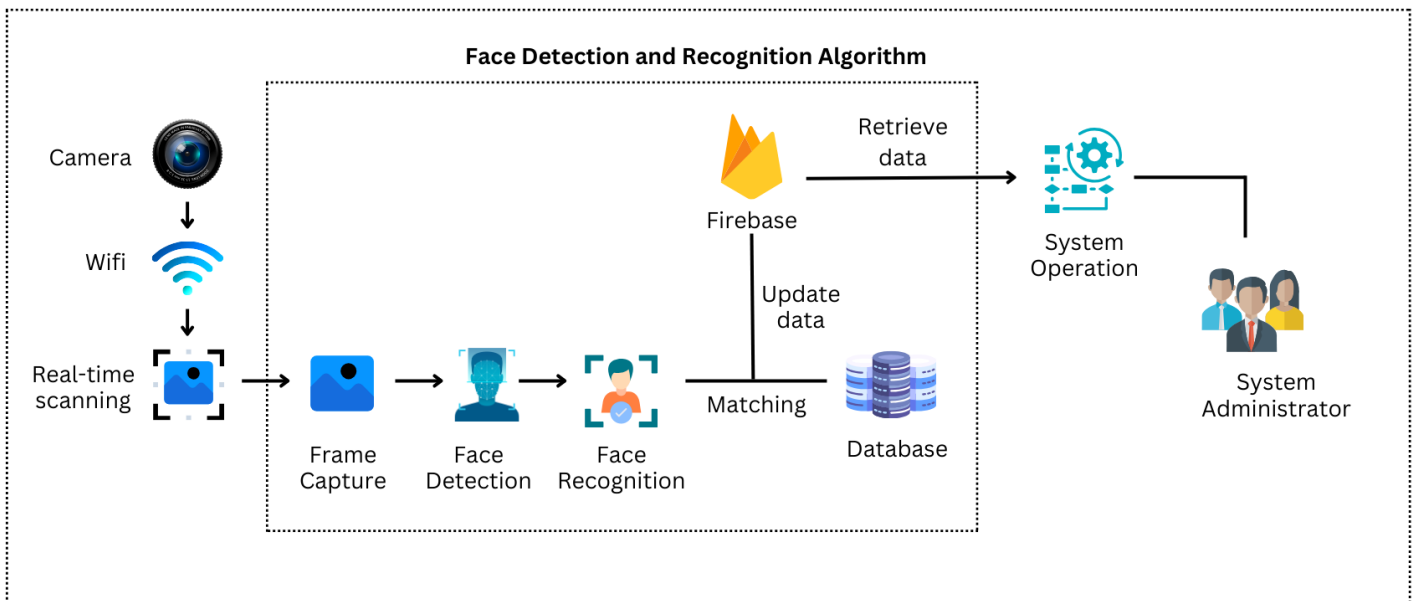 Face Detection and Recognition Algorithm
Camera
Wifi
Real-time
scanning
Frame
Capture
Face
Detection
Face
Recognition
Matching
Database
Update
data
Firebase
Retrieve
data
System
Operation
System
Administrator